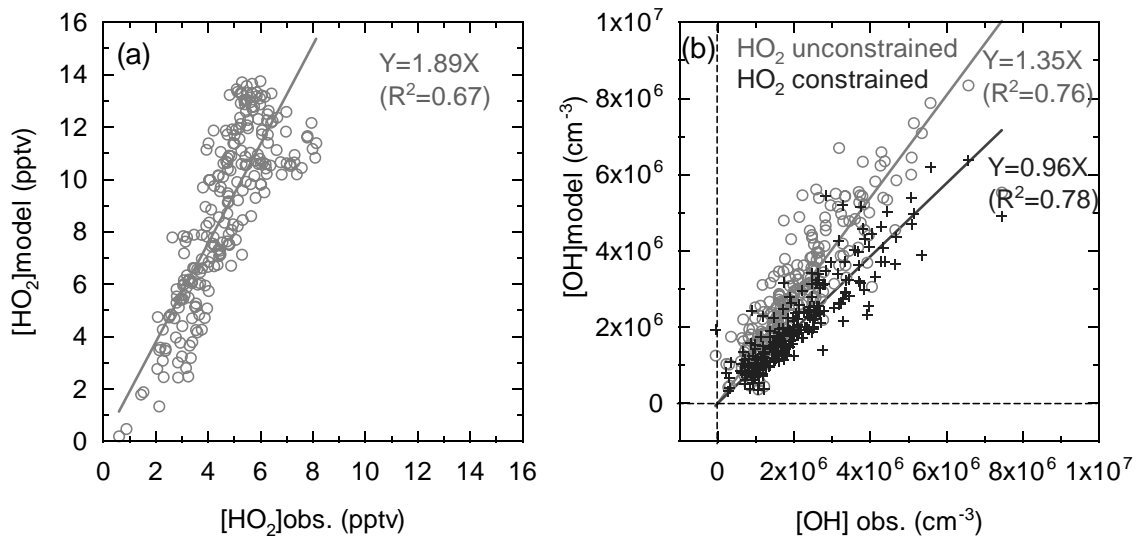 (a)
Y=1.89X
(R²=0.67)
16
14
12
10
8
6
4
2
0
[HO₂]model (pptv)
0 2 4 6 8 10 12 14 16
[HO₂]obs. (pptv)
(b)
HO₂ unconstrained
HO₂ constrained
Y=1.35X
(R²=0.76)
Y=0.96X
(R²=0.78)
1x10⁷
8x10⁶
6x10⁶
4x10⁶
2x10⁶
0
[OH]model (cm⁻³)
0 2x10⁶ 4x10⁶ 6x10⁶ 8x10⁶ 1x10⁷
[OH] obs. (cm⁻³)